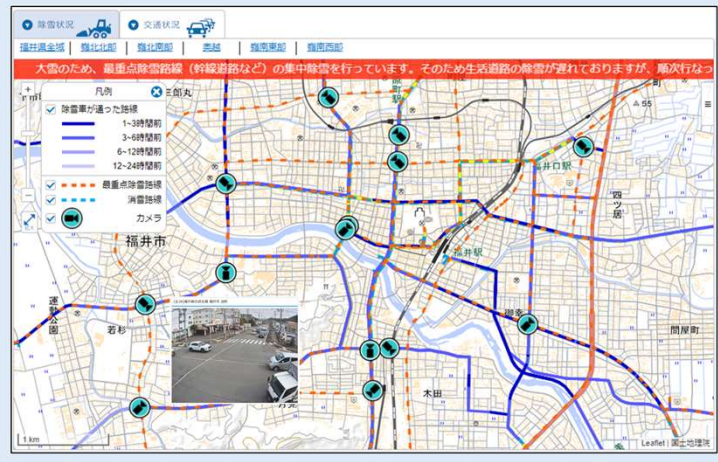 除雪状況
交通状況
福井県全域 嶺北北部 嶺北南部 奥越 嶺南東部 嶺南西部
大雪のため、最重点除雪路線（幹線道路など）の集中除雪を行っています。そのため生活道路の除雪が遅れておりますが、順次行なっ
凡例
除雪車が通った路線
1~3時間前
3~6時間前
6~12時間前
12~24時間前
最重点除雪路線
消雪路線
カメラ
三郎丸
55
福井口駅
四ツ居
福井市
福井駅
運動公園
若杉
御幸
問屋町
木田
1 km
Leaflet | 国土地理院